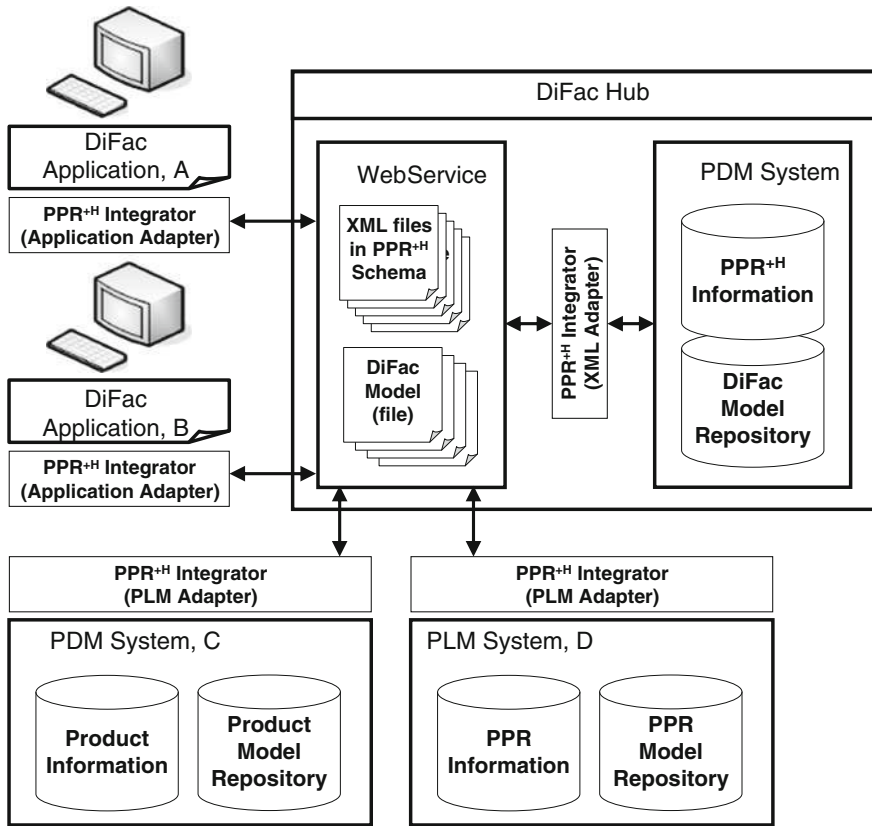 DiFac
Application, A
PPR+H Integrator
(Application Adapter)
DiFac
Application, B
PPR+H Integrator
(Application Adapter)
DiFac Hub
WebService
XML files
in PPR+H
Schema
e
DiFac
Model
(file)
PPR+H Integrator
(XML Adapter)
PDM System
PPR+H
Information
DiFac
Model
Repository
PPR+H Integrator
(PLM Adapter)
PDM System, C
Product
Information
Product
Model
Repository
PPR+H Integrator
(PLM Adapter)
PLM System, D
PPR
Information
PPR
Model
Repository